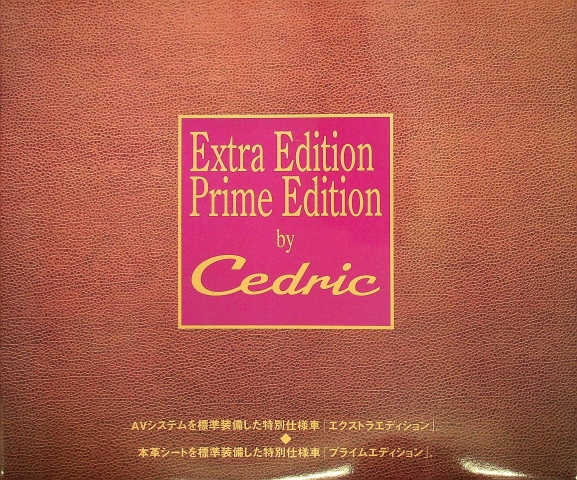 Extra Edition
Prime Edition
by
Cedric
AVシステムを標準装備した特別仕様車「エクストラエディション」。
◆
本革シートを標準装備した特別仕様車「プライムエディション」。